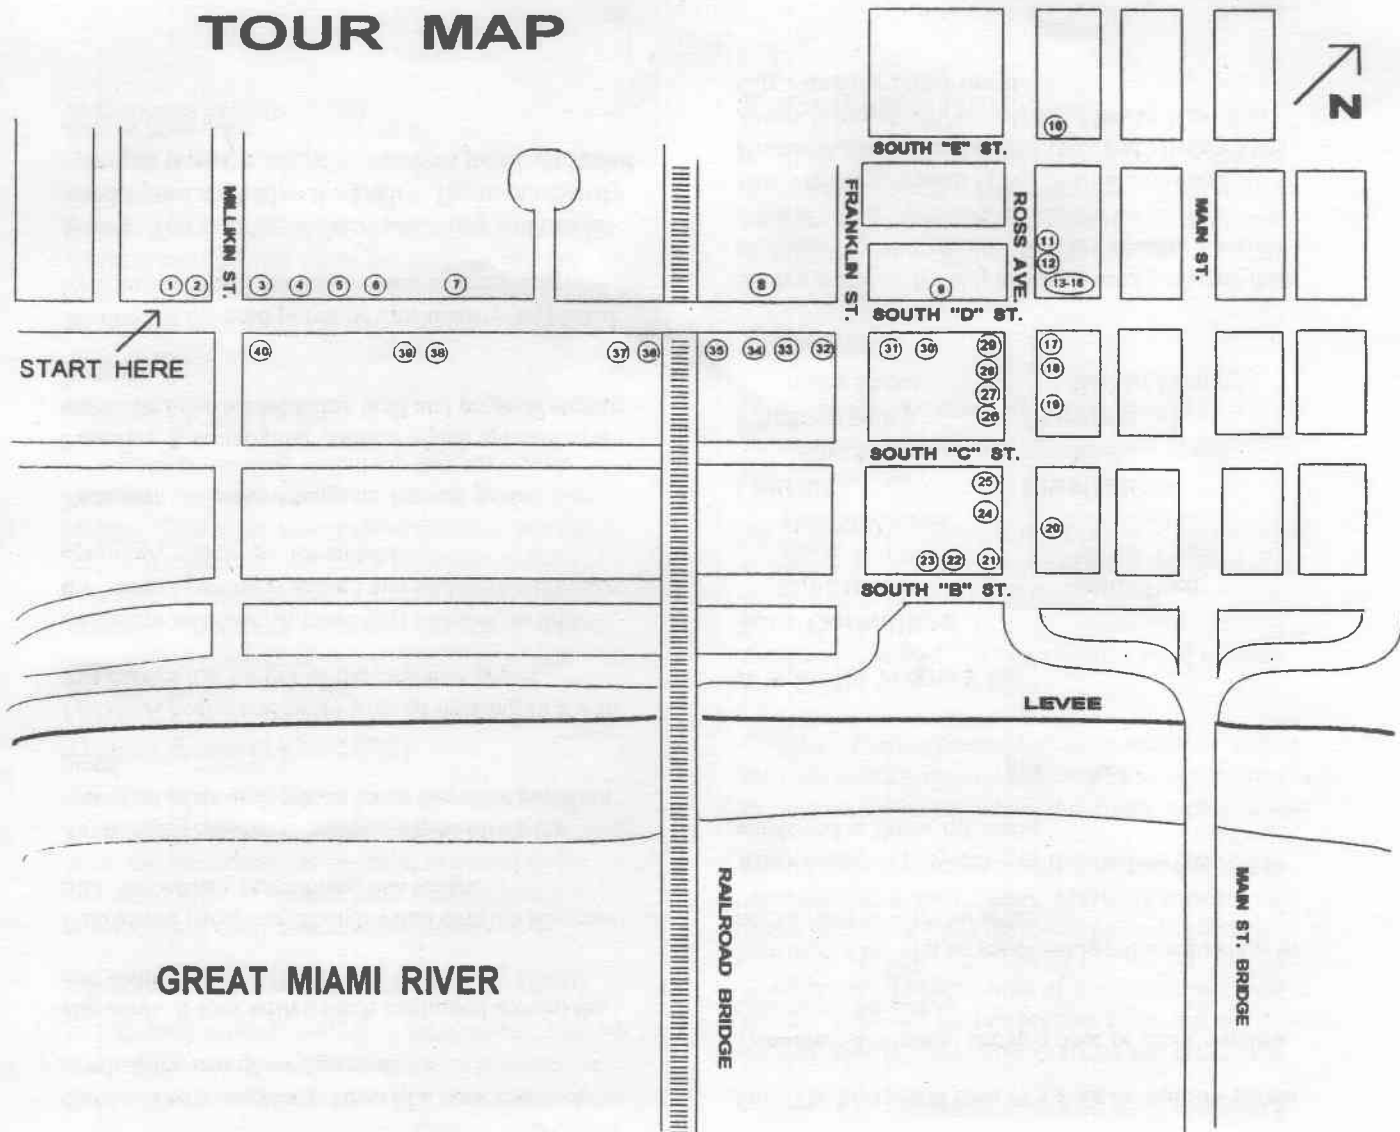 TOUR MAP
N
10
SOUTH "E" ST.
MILLIKIN ST.
FRANKLIN ST.
ROSS AVE.
MAIN ST.
11
12
13-16
1 2 3 4 5 6 7 8 9
SOUTH "D" ST.
START HERE
40 39 38 37 36 35 34 33 32 31 30 29 17
28 18
27
26 19
SOUTH "C" ST.
25
24 20
23 22 21
SOUTH "B" ST.
LEVEE
RAILROAD BRIDGE
MAIN ST. BRIDGE
GREAT MIAMI RIVER